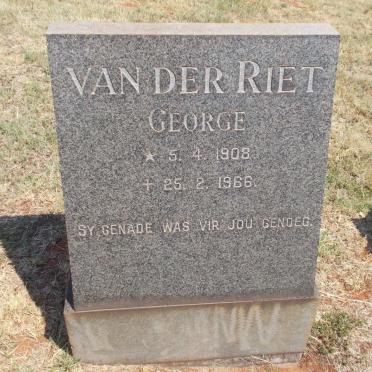 VAN DER RIET
GEORGE
★ 5. 4. 1908
✝ 25. 2. 1966.
SY GENADE WAS VIR JOU GENOEG.